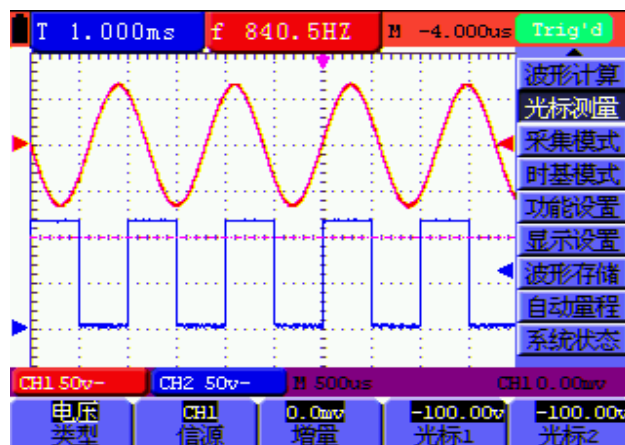 T 1.000ms f 840.5HZ M -4.000us Trig'd
波形计算
光标测量
采集模式
时基模式
功能设置
显示设置
波形存储
自动量程
系统状态
CH1 50v~ CH2 50v~ M 500us CH1 0.00mv
电压 CH1 0.0mv -100.00v -100.00v
类型 信源 增量 光标1 光标2